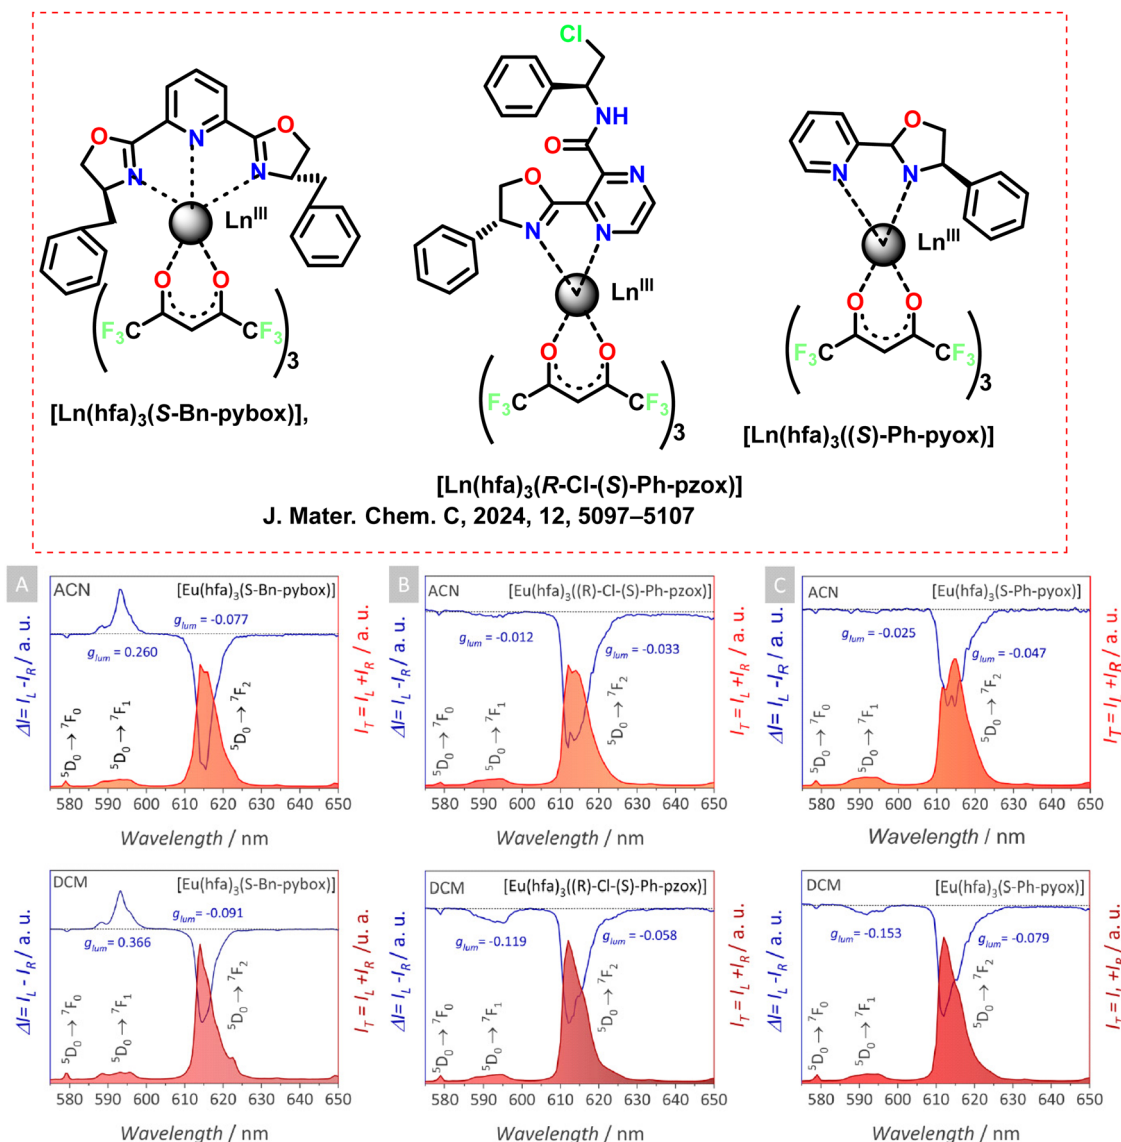 Cl
NH
O
O
O
O
O
N
N
N
N
N
N
N
N
Ln^III
Ln^III
Ln^III
O
O
O
O
O
O
F3C
CF3
3
F3C
CF3
3
F3C
CF3
3
[Ln(hfa)3(S-Bn-pybox)],
[Ln(hfa)3((S)-Ph-pyox)]
[Ln(hfa)3(R-Cl-(S)-Ph-pzox)]
J. Mater. Chem. C, 2024, 12, 5097–5107
A
ACN
[Eu(hfa)3(S-Bn-pybox)]
glum= -0.077
glum= 0.260
5D0→7F0
5D0→7F1
5D0→7F2
ΔI= IL-IR/ a. u.
IT= IL+IR/ a. u.
580 590 600 610 620 630 640 650
Wavelength / nm
B
ACN
[Eu(hfa)3((R)-Cl-(S)-Ph-pzox)]
glum= -0.012
glum= -0.033
5D0→7F0
5D0→7F1
5D0→7F2
ΔI= IL-IR/ a. u.
IT= IL+IR/ a. u.
580 590 600 610 620 630 640 650
Wavelength / nm
C
ACN
[Eu(hfa)3(S-Ph-pyox)]
glum= -0.025
glum= -0.047
5D0→7F0
5D0→7F1
5D0→7F2
ΔI= IL-IR/ a. u.
IT= IL+IR/ a. u.
580 590 600 610 620 630 640 650
Wavelength / nm
DCM
[Eu(hfa)3(S-Bn-pybox)]
glum= -0.091
glum= 0.366
5D0→7F0
5D0→7F1
5D0→7F2
ΔI= IL-IR/ a. u.
IT= IL+IR/u. a.
580 590 600 610 620 630 640 650
Wavelength / nm
DCM
[Eu(hfa)3((R)-Cl-(S)-Ph-pzox)]
glum= -0.119
glum= -0.058
5D0→7F0
5D0→7F1
5D0→7F2
ΔI= IL-IR/ a. u.
IT= IL+IR/ a. u.
580 590 600 610 620 630 640 650
Wavelength / nm
DCM
[Eu(hfa)3(S-Ph-pyox)]
glum= -0.153
glum= -0.079
5D0→7F0
5D0→7F1
5D0→7F2
ΔI= IL-IR/ a. u.
IT= IL+IR/ a. u.
580 590 600 610 620 630 640 650
Wavelength / nm